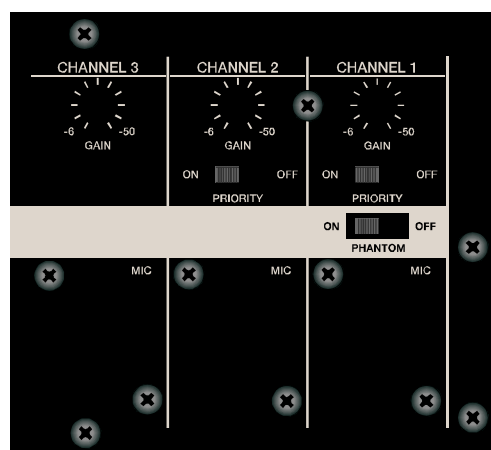 CHANNEL 3 CHANNEL 2 CHANNEL 1
-6 -50 -6 -50 -6 -50
GAIN GAIN GAIN
ON OFF ON OFF
PRIORITY PRIORITY
ON OFF
PHANTOM
MIC MIC MIC